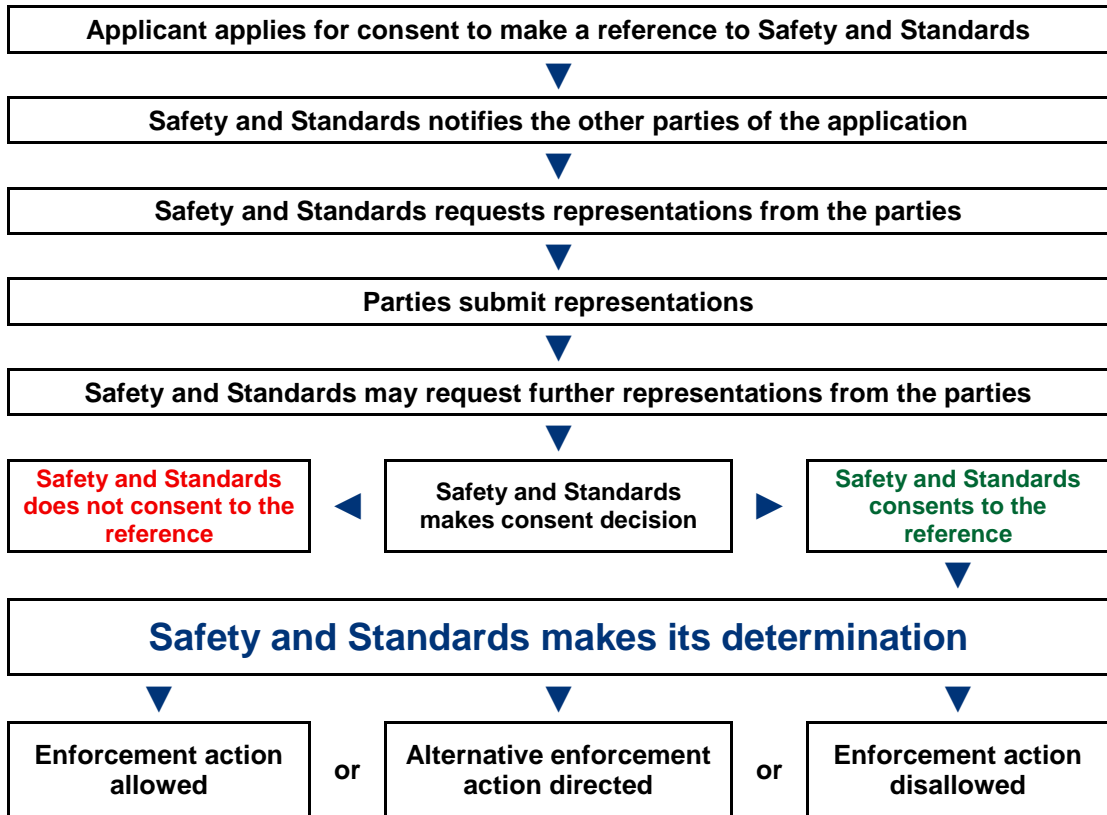 Applicant applies for consent to make a reference to Safety and Standards
Safety and Standards notifies the other parties of the application
Safety and Standards requests representations from the parties
Parties submit representations
Safety and Standards may request further representations from the parties
Safety and Standards
does not consent to the
reference
Safety and Standards
makes consent decision
Safety and Standards
consents to the
reference
Safety and Standards makes its determination
Enforcement action
allowed
or
Alternative enforcement
action directed
or
Enforcement action
disallowed